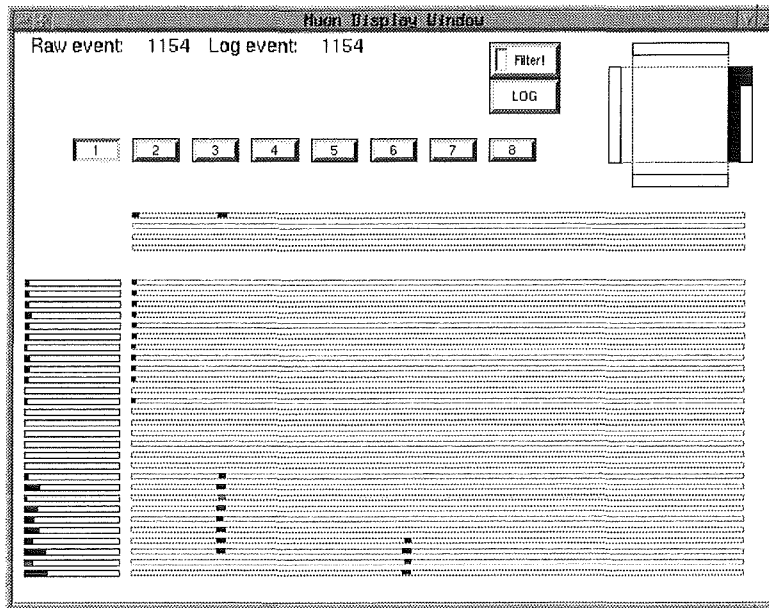 Muon Display Window
Raw event: 1154 Log event: 1154
Filter!
LOG
1 2 3 4 5 6 7 8